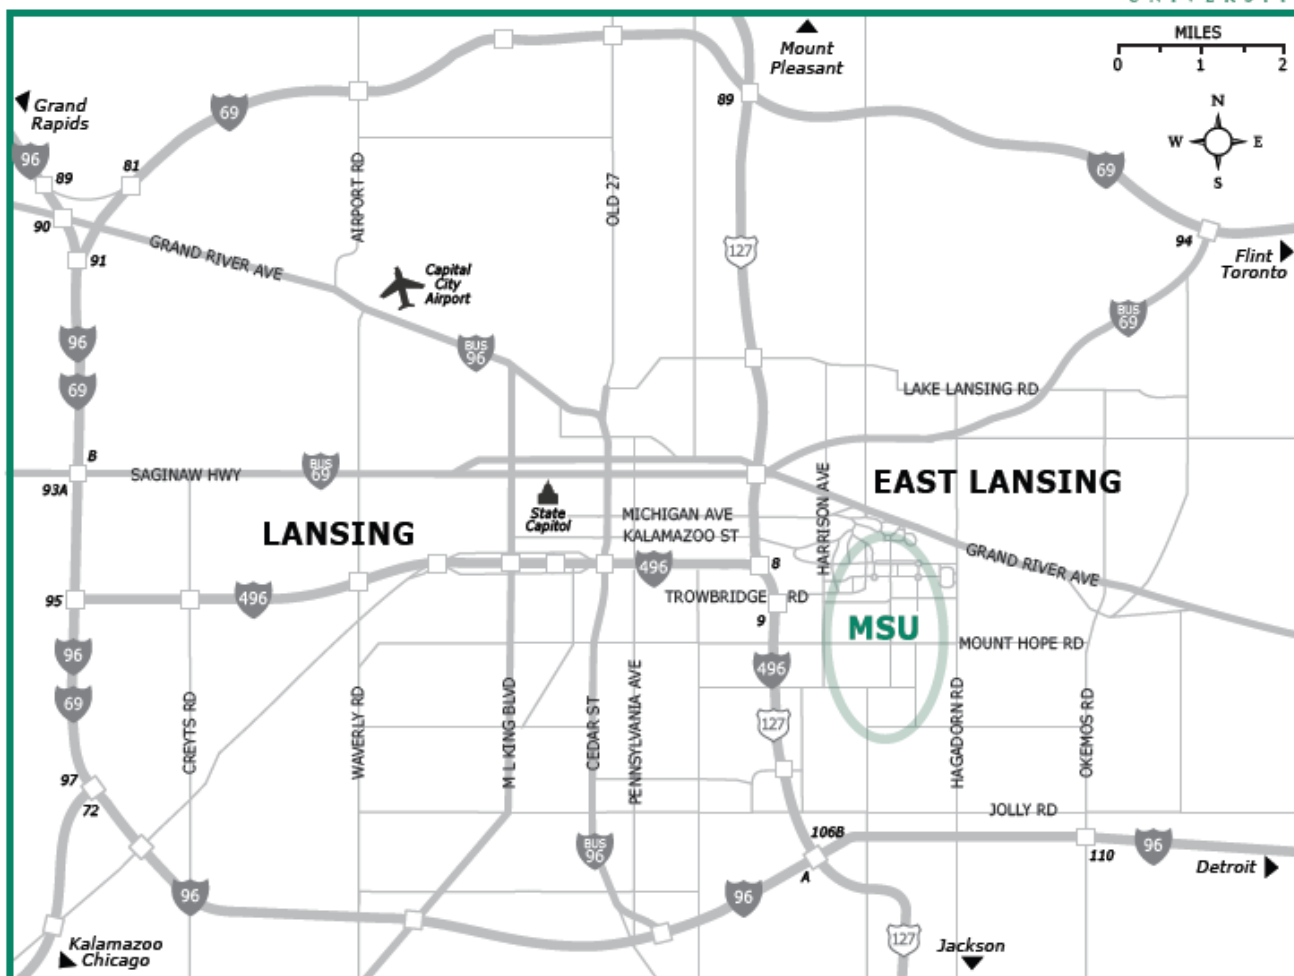 UNIVERSIT
MILES
0 1 2
Mount
Pleasant
N
W E
S
Grand
Rapids
96
89
81
69
90
91
89
69
94
Flint
Toronto
AIRPORT RD
OLD 27
127
GRAND RIVER AVE
Capital
City
Airport
BUS
96
BUS
69
96
69
LAKE LANSING RD
B
93A
SAGINAW HWY
BUS
69
EAST LANSING
State
Capitol
MICHIGAN AVE
KALAMAZOO ST
HARRISON AVE
LANSING
GRAND RIVER AVE
95
496
496
8
TROWBRIDGE RD
9
MSU
MOUNT HOPE RD
96
69
496
127
CREYTS RD
WAVERLY RD
M L KING BLVD
CEDAR ST
PENNSYLVANIA AVE
HAGADORN RD
OKEMOS RD
97
72
JOLLY RD
106B
A
110
96
Detroit
BUS
96
96
96
127
Jackson
Kalamazoo
Chicago